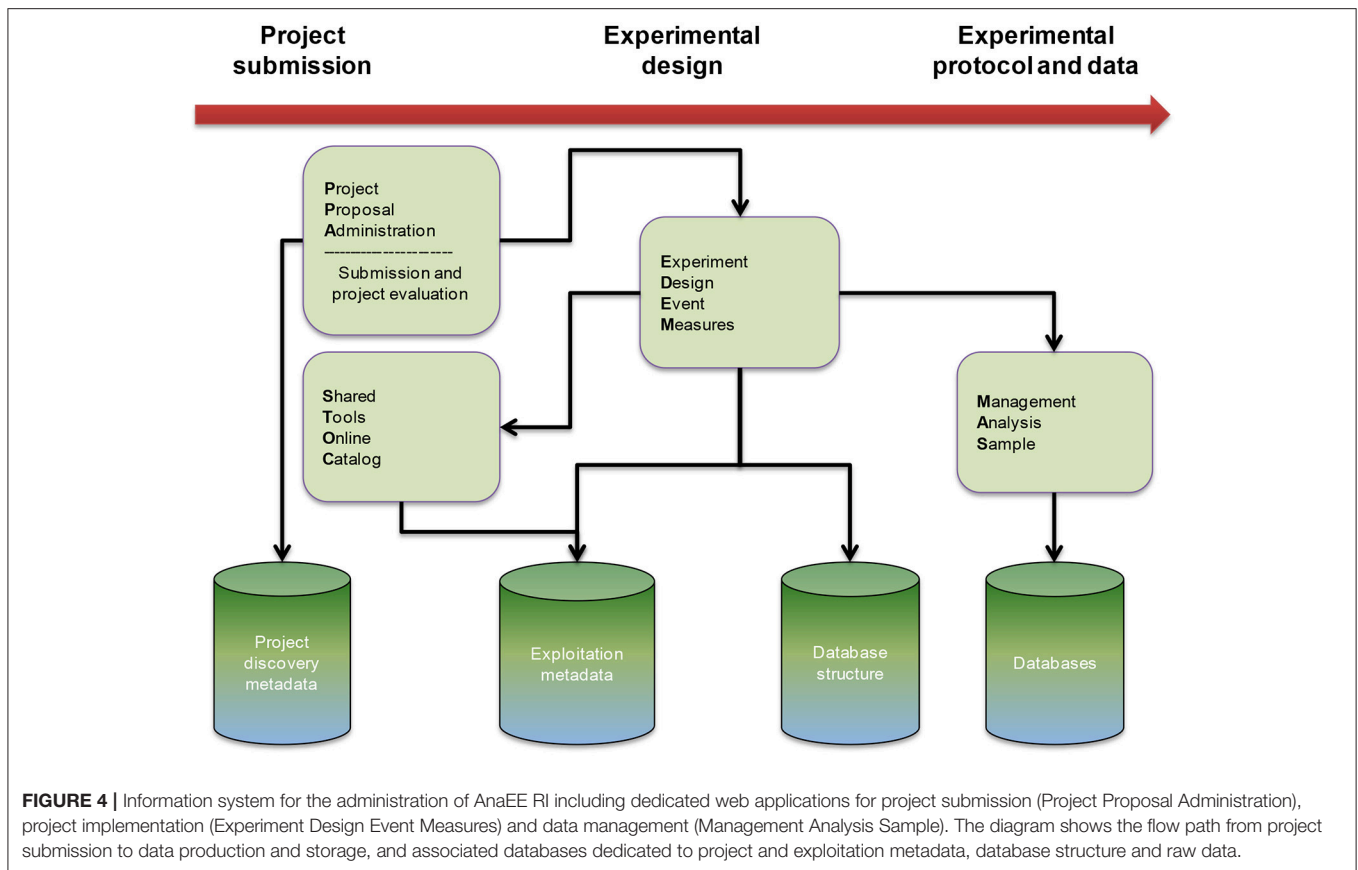 Project
submission
Experimental
design
Experimental
protocol and data
Project
Proposal
Administration
------------------------
Submission and
project evaluation
Experiment
Design
Event
Measures
Shared
Tools
Online
Catalog
Management
Analysis
Sample
Project
discovery
metadata
Exploitation
metadata
Database
structure
Databases
FIGURE 4 | Information system for the administration of AnaEE RI including dedicated web applications for project submission (Project Proposal Administration),
project implementation (Experiment Design Event Measures) and data management (Management Analysis Sample). The diagram shows the flow path from project
submission to data production and storage, and associated databases dedicated to project and exploitation metadata, database structure and raw data.